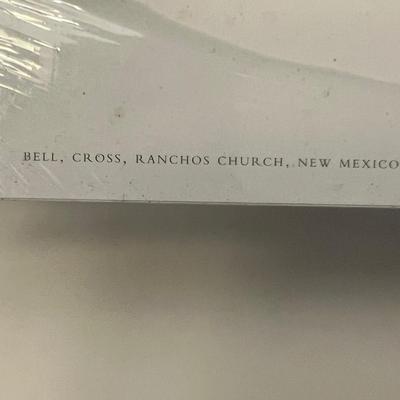 BELL, CROSS, RANCHOS CHURCH, NEW MEXICO